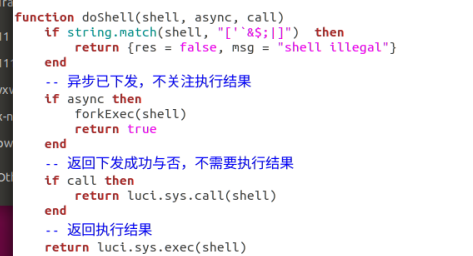 function doShell(shell, async, call)
    if string.match(shell, "['`&$;|]")  then
        return {res = false, msg = "shell illegal"}
    end
    -- 异步已下发，不关注执行结果
    if async then
        forkExec(shell)
        return true
    end
    -- 返回下发成功与否，不需要执行结果
    if call then
        return luci.sys.call(shell)
    end
    -- 返回执行结果
    return luci.sys.exec(shell)